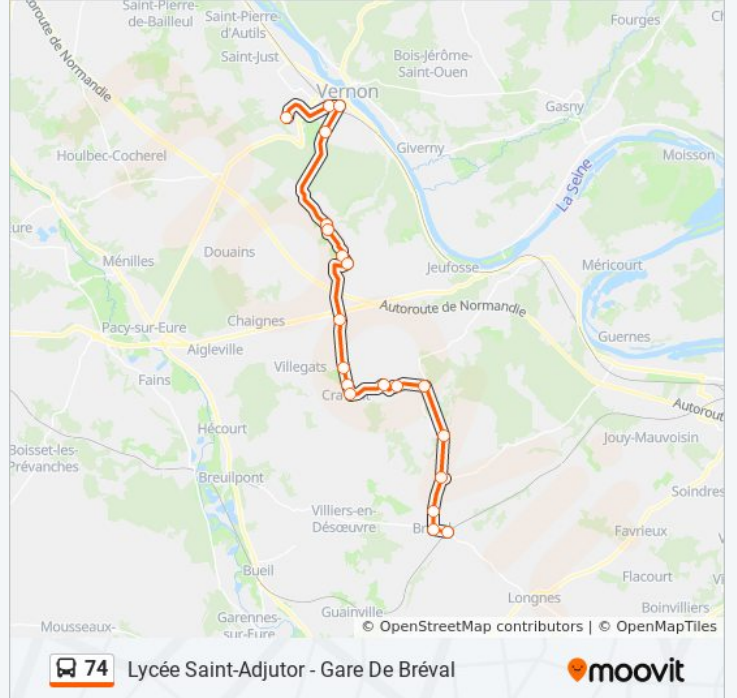 Saint-Pierre-
de-Bailleul
Saint-Pierre-
d'Autils
Fourges
Autoroute de Normandie
Saint-Just
Bois-Jérôme-
Saint-Ouen
Vernon
Gasny
Giverny
Houlbec-Cocherel
Moisson
La Seine
Douains
Ménilles
Jeufosse
Méricourt
Autoroute de Normandie
Chaignes
Pacy-sur-Eure
Aigleville
Guernes
Villegats
Fains
Autorout
Hécourt
Jouy-Mauvoisin
Boisset-les-
Prévanches
Breuilpont
Soindres
Villiers-en-
Désœuvre
Favrieux
Bueil
Flacourt
Longnes
Guainville
Boinvilliers
Mousseaux-
Garennes-
sur-Eure
© OpenStreetMap contributors | © OpenMapTiles
74 Lycée Saint-Adjutor - Gare De Bréval
moovit